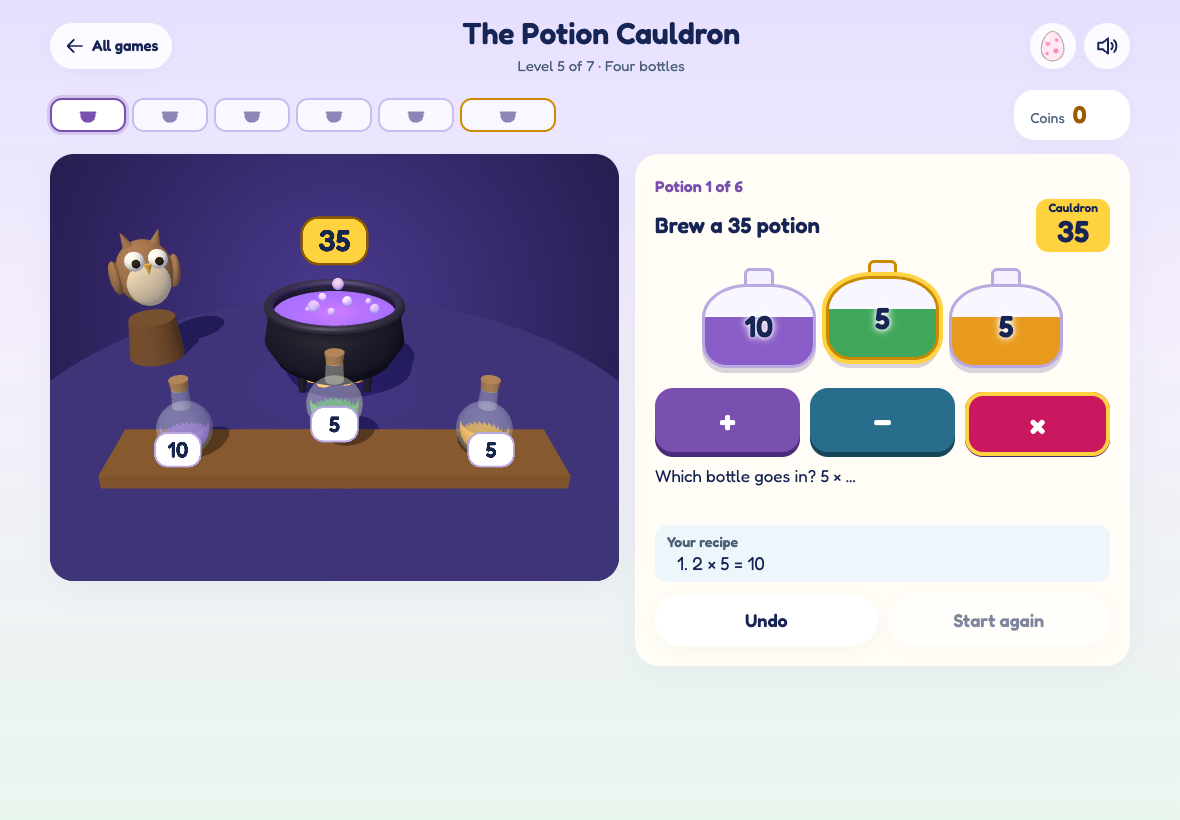 All games
The Potion Cauldron
Level 5 of 7 · Four bottles
Coins 0
35
10
5
5
Potion 1 of 6
Brew a 35 potion
Cauldron
35
10
5
5
+
−
×
Which bottle goes in? 5 × ...
Your recipe
1. 2 × 5 = 10
Undo
Start again